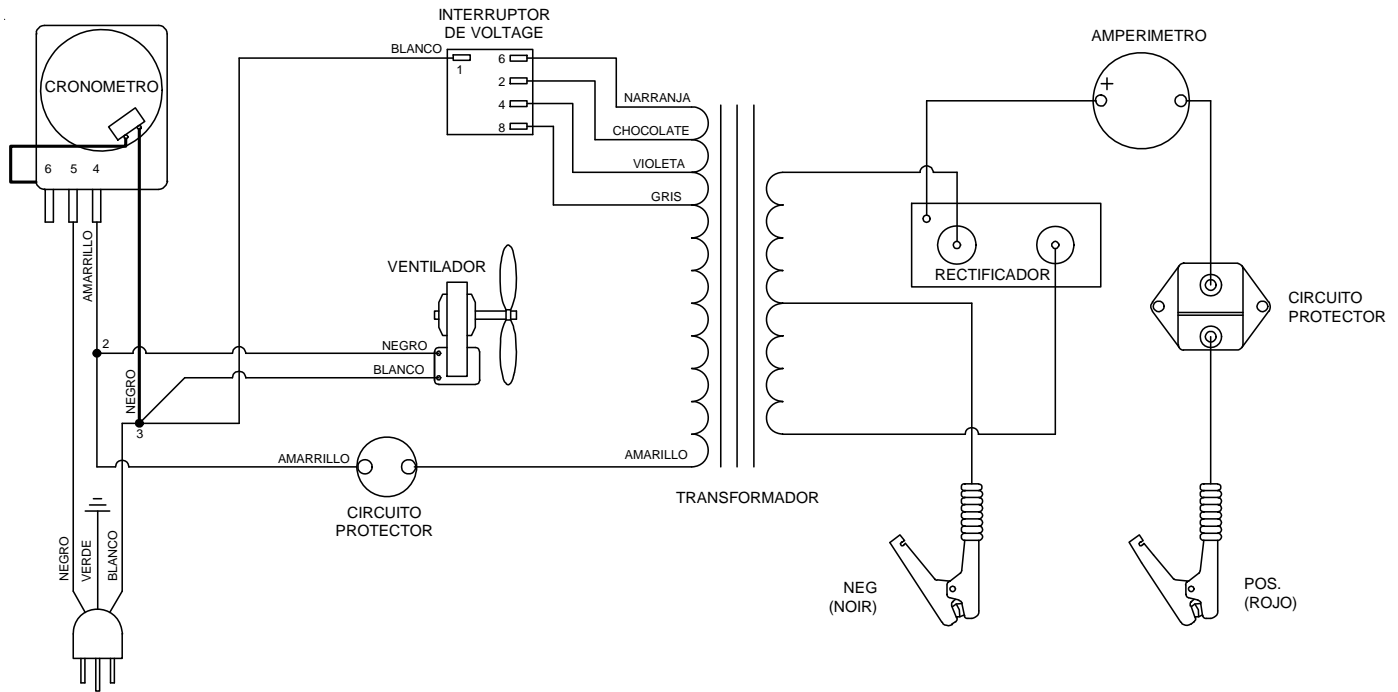 INTERRUPTOR
DE VOLTAGE
BLANCO
1
6
2
4
8
AMPERIMETRO
+
CRONOMETRO
6 5 4
NARRANJA
CHOCOLATE
VIOLETA
GRIS
AMARRILLO
VENTILADOR
RECTIFICADOR
CIRCUITO
PROTECTOR
2
NEGRO
BLANCO
NEGRO
3
AMARRILLO
AMARILLO
CIRCUITO
PROTECTOR
TRANSFORMADOR
NEGRO
VERDE
BLANCO
NEG
(NOIR)
POS.
(ROJO)